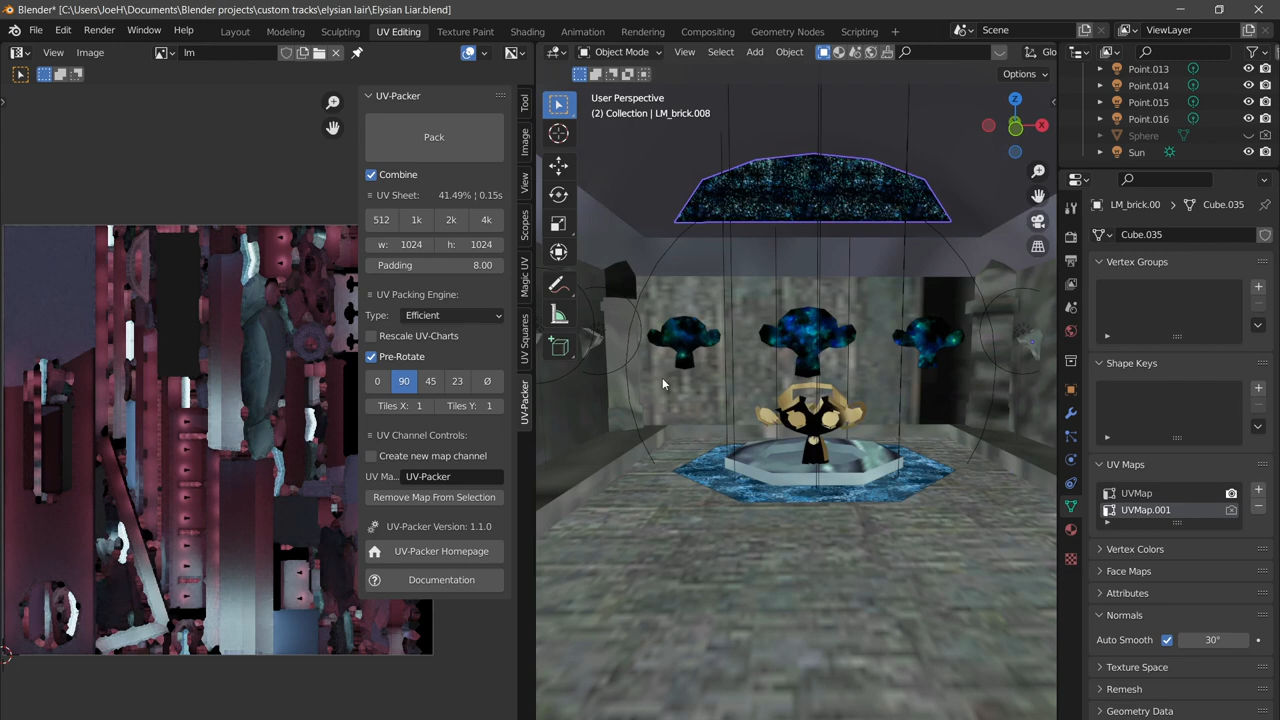 Blender* [C:\Users\JoeH\Documents\Blender projects\custom tracks\elysian lair\Elysian Liar.blend]
File Edit Render Window Help Layout Modeling Sculpting UV Editing Texture Paint Shading Animation Rendering Compositing Geometry Nodes Scripting Scene ViewLayer
View Image lm Object Mode View Select Add Object Glo
Options
User Perspective
(2) Collection | LM_brick.008
UV-Packer
Pack
Combine
UV Sheet: 41.49% ¦ 0.15s
512 1k 2k 4k
w: 1024 h: 1024
Padding 8.00
UV Packing Engine:
Type: Efficient
Rescale UV-Charts
Pre-Rotate
0 90 45 23 Ø
Tiles X: 1 Tiles Y: 1
UV Channel Controls:
Create new map channel
UV Ma... UV-Packer
Remove Map From Selection
UV-Packer Version: 1.1.0
UV-Packer Homepage
Documentation
Tool
Image
View
Scopes
Magic UV
UV Squares
UV-Packer
X
Z
Point.013
Point.014
Point.015
Point.016
Sphere
Sun
LM_brick.00 Cube.035
Cube.035
Vertex Groups
Shape Keys
UV Maps
UVMap
UVMap.001
Vertex Colors
Face Maps
Attributes
Normals
Auto Smooth 30°
Texture Space
Remesh
Geometry Data